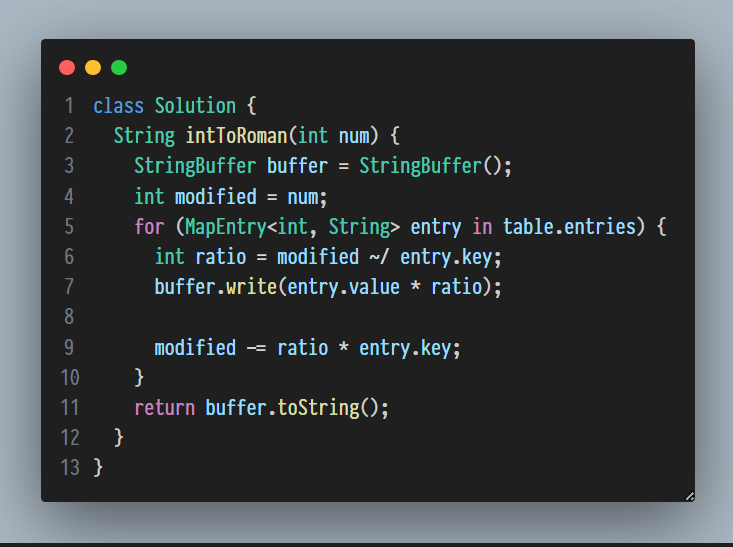 1 class Solution {
2 String intToRoman(int num) {
3 StringBuffer buffer = StringBuffer();
4 int modified = num;
5 for (MapEntry<int, String> entry in table.entries) {
6 int ratio = modified ~/ entry.key;
7 buffer.write(entry.value * ratio);
8
9 modified -= ratio * entry.key;
10 }
11 return buffer.toString();
12 }
13 }